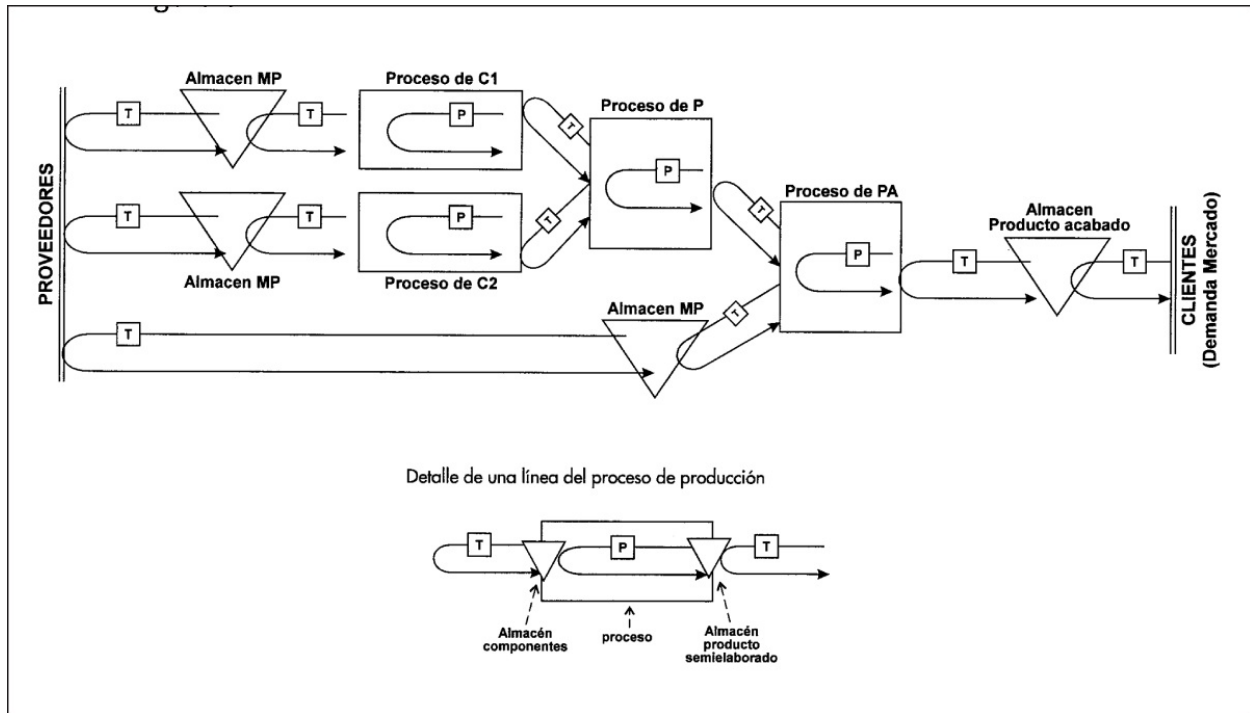 Almacen MP
Proceso de C1
Proceso de P
T
T
P
T
P
PROVEEDORES
Proceso de PA
Almacen
Producto acabado
T
T
P
T
T
P
T
T
Almacen MP
Proceso de C2
Almacen MP
T
T
CLIENTES
(Demanda Mercado)
Detalle de una línea del proceso de producción
T
P
T
Almacén
componentes
proceso
Almacén
producto
semielaborado